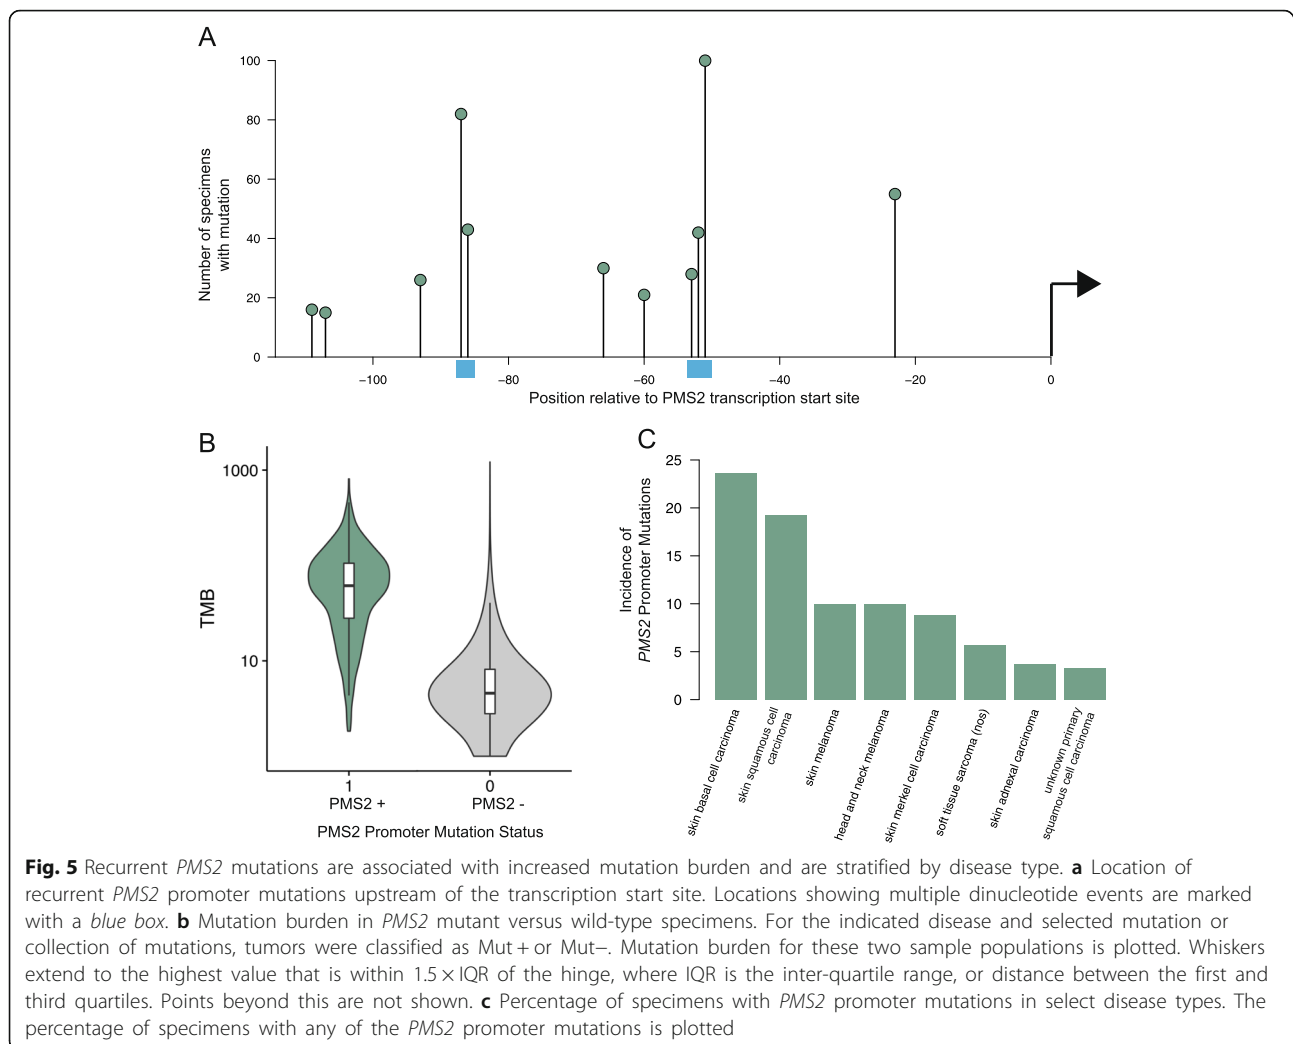 A
Number of specimens
with mutation
100
80
60
40
20
0
−100
−80
−60
−40
−20
0
Position relative to PMS2 transcription start site
B
TMB
1000
10
1
0
PMS2 +
PMS2 -
PMS2 Promoter Mutation Status
C
Incidence of
PMS2 Promoter Mutations
25
20
15
10
5
0
skin basal cell carcinoma
skin squamous cell
carcinoma
skin melanoma
head and neck melanoma
skin merkel cell carcinoma
soft tissue sarcoma (nos)
skin adnexal carcinoma
unknown primary
squamous cell carcinoma
Fig. 5 Recurrent PMS2 mutations are associated with increased mutation burden and are stratified by disease type. a Location of
recurrent PMS2 promoter mutations upstream of the transcription start site. Locations showing multiple dinucleotide events are marked
with a blue box. b Mutation burden in PMS2 mutant versus wild-type specimens. For the indicated disease and selected mutation or
collection of mutations, tumors were classified as Mut + or Mut−. Mutation burden for these two sample populations is plotted. Whiskers
extend to the highest value that is within 1.5 × IQR of the hinge, where IQR is the inter-quartile range, or distance between the first and
third quartiles. Points beyond this are not shown. c Percentage of specimens with PMS2 promoter mutations in select disease types. The
percentage of specimens with any of the PMS2 promoter mutations is plotted